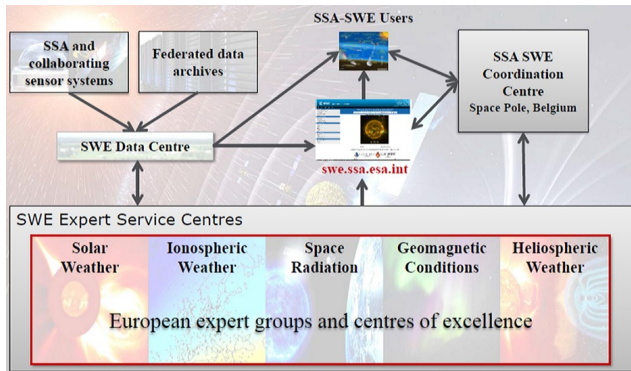 SSA-SWE Users
SSA and
collaborating
sensor systems
Federated data
archives
SSA SWE
Coordination
Centre
Space Pole, Belgium
SWE Data Centre
swe.ssa.esa.int
SWE Expert Service Centres
Solar
Weather
Ionospheric
Weather
Space
Radiation
Geomagnetic
Conditions
Heliospheric
Weather
European expert groups and centres of excellence